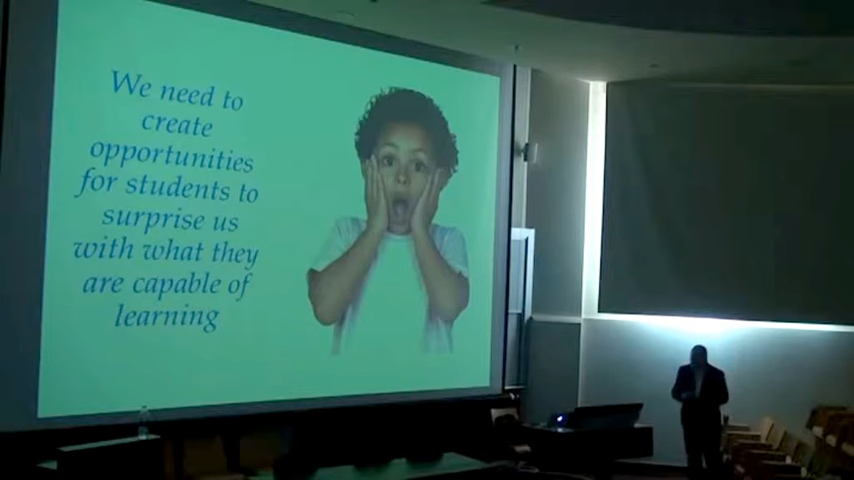 We need to
create
opportunities
for students to
surprise us
with what they
are capable of
learning